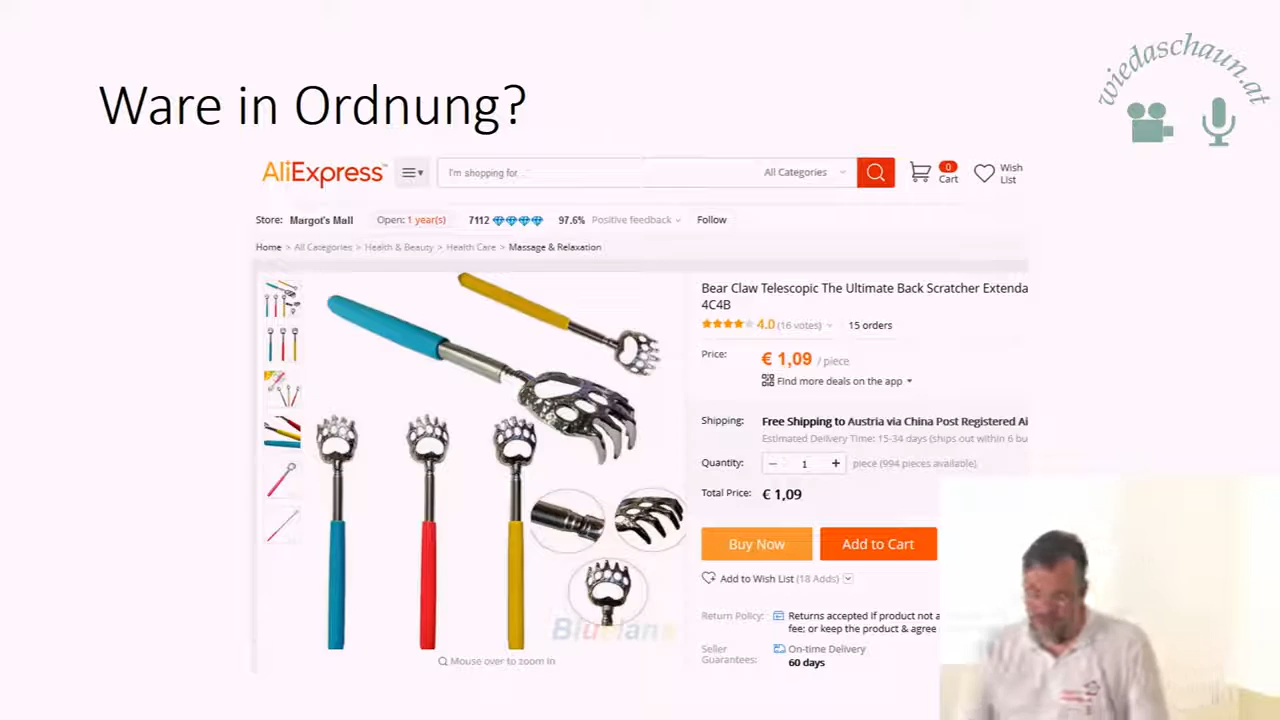 Ware in Ordnung?
wiedaschaun.at
AliExpress™
I'm shopping for...
All Categories
0
Cart
Wish
List
Store: Margot's Mall Open: 1 year(s) 7112 97.6% Positive feedback Follow
Home > All Categories > Health & Beauty > Health Care > Massage & Relaxation
Bear Claw Telescopic The Ultimate Back Scratcher Extenda
4C4B
4.0 (16 votes) 15 orders
Price: € 1,09 / piece
Find more deals on the app
Shipping: Free Shipping to Austria via China Post Registered Ai
Estimated Delivery Time: 15-34 days (ships out within 6 bu
Quantity: − 1 + piece (994 pieces available)
Total Price: € 1,09
Buy Now Add to Cart
Add to Wish List (18 Adds)
Return Policy: Returns accepted if product not a
fee; or keep the product & agree
Seller
Guarantees:
On-time Delivery
60 days
Mouse over to zoom in